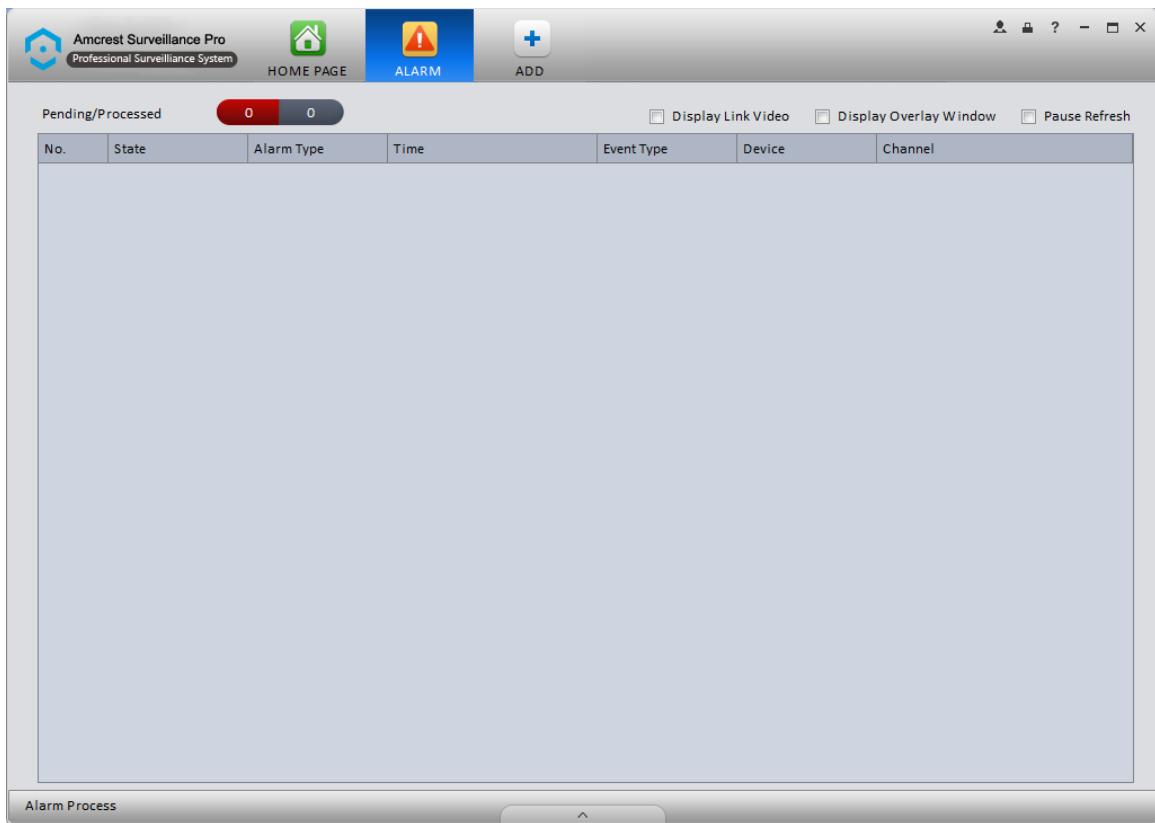 Amcrest Surveillance Pro
Professional Surveilliance System
HOME PAGE
ALARM
ADD
?
Pending/Processed 0 0
Display Link Video
Display Overlay Window
Pause Refresh
No. State Alarm Type Time Event Type Device Channel
Alarm Process